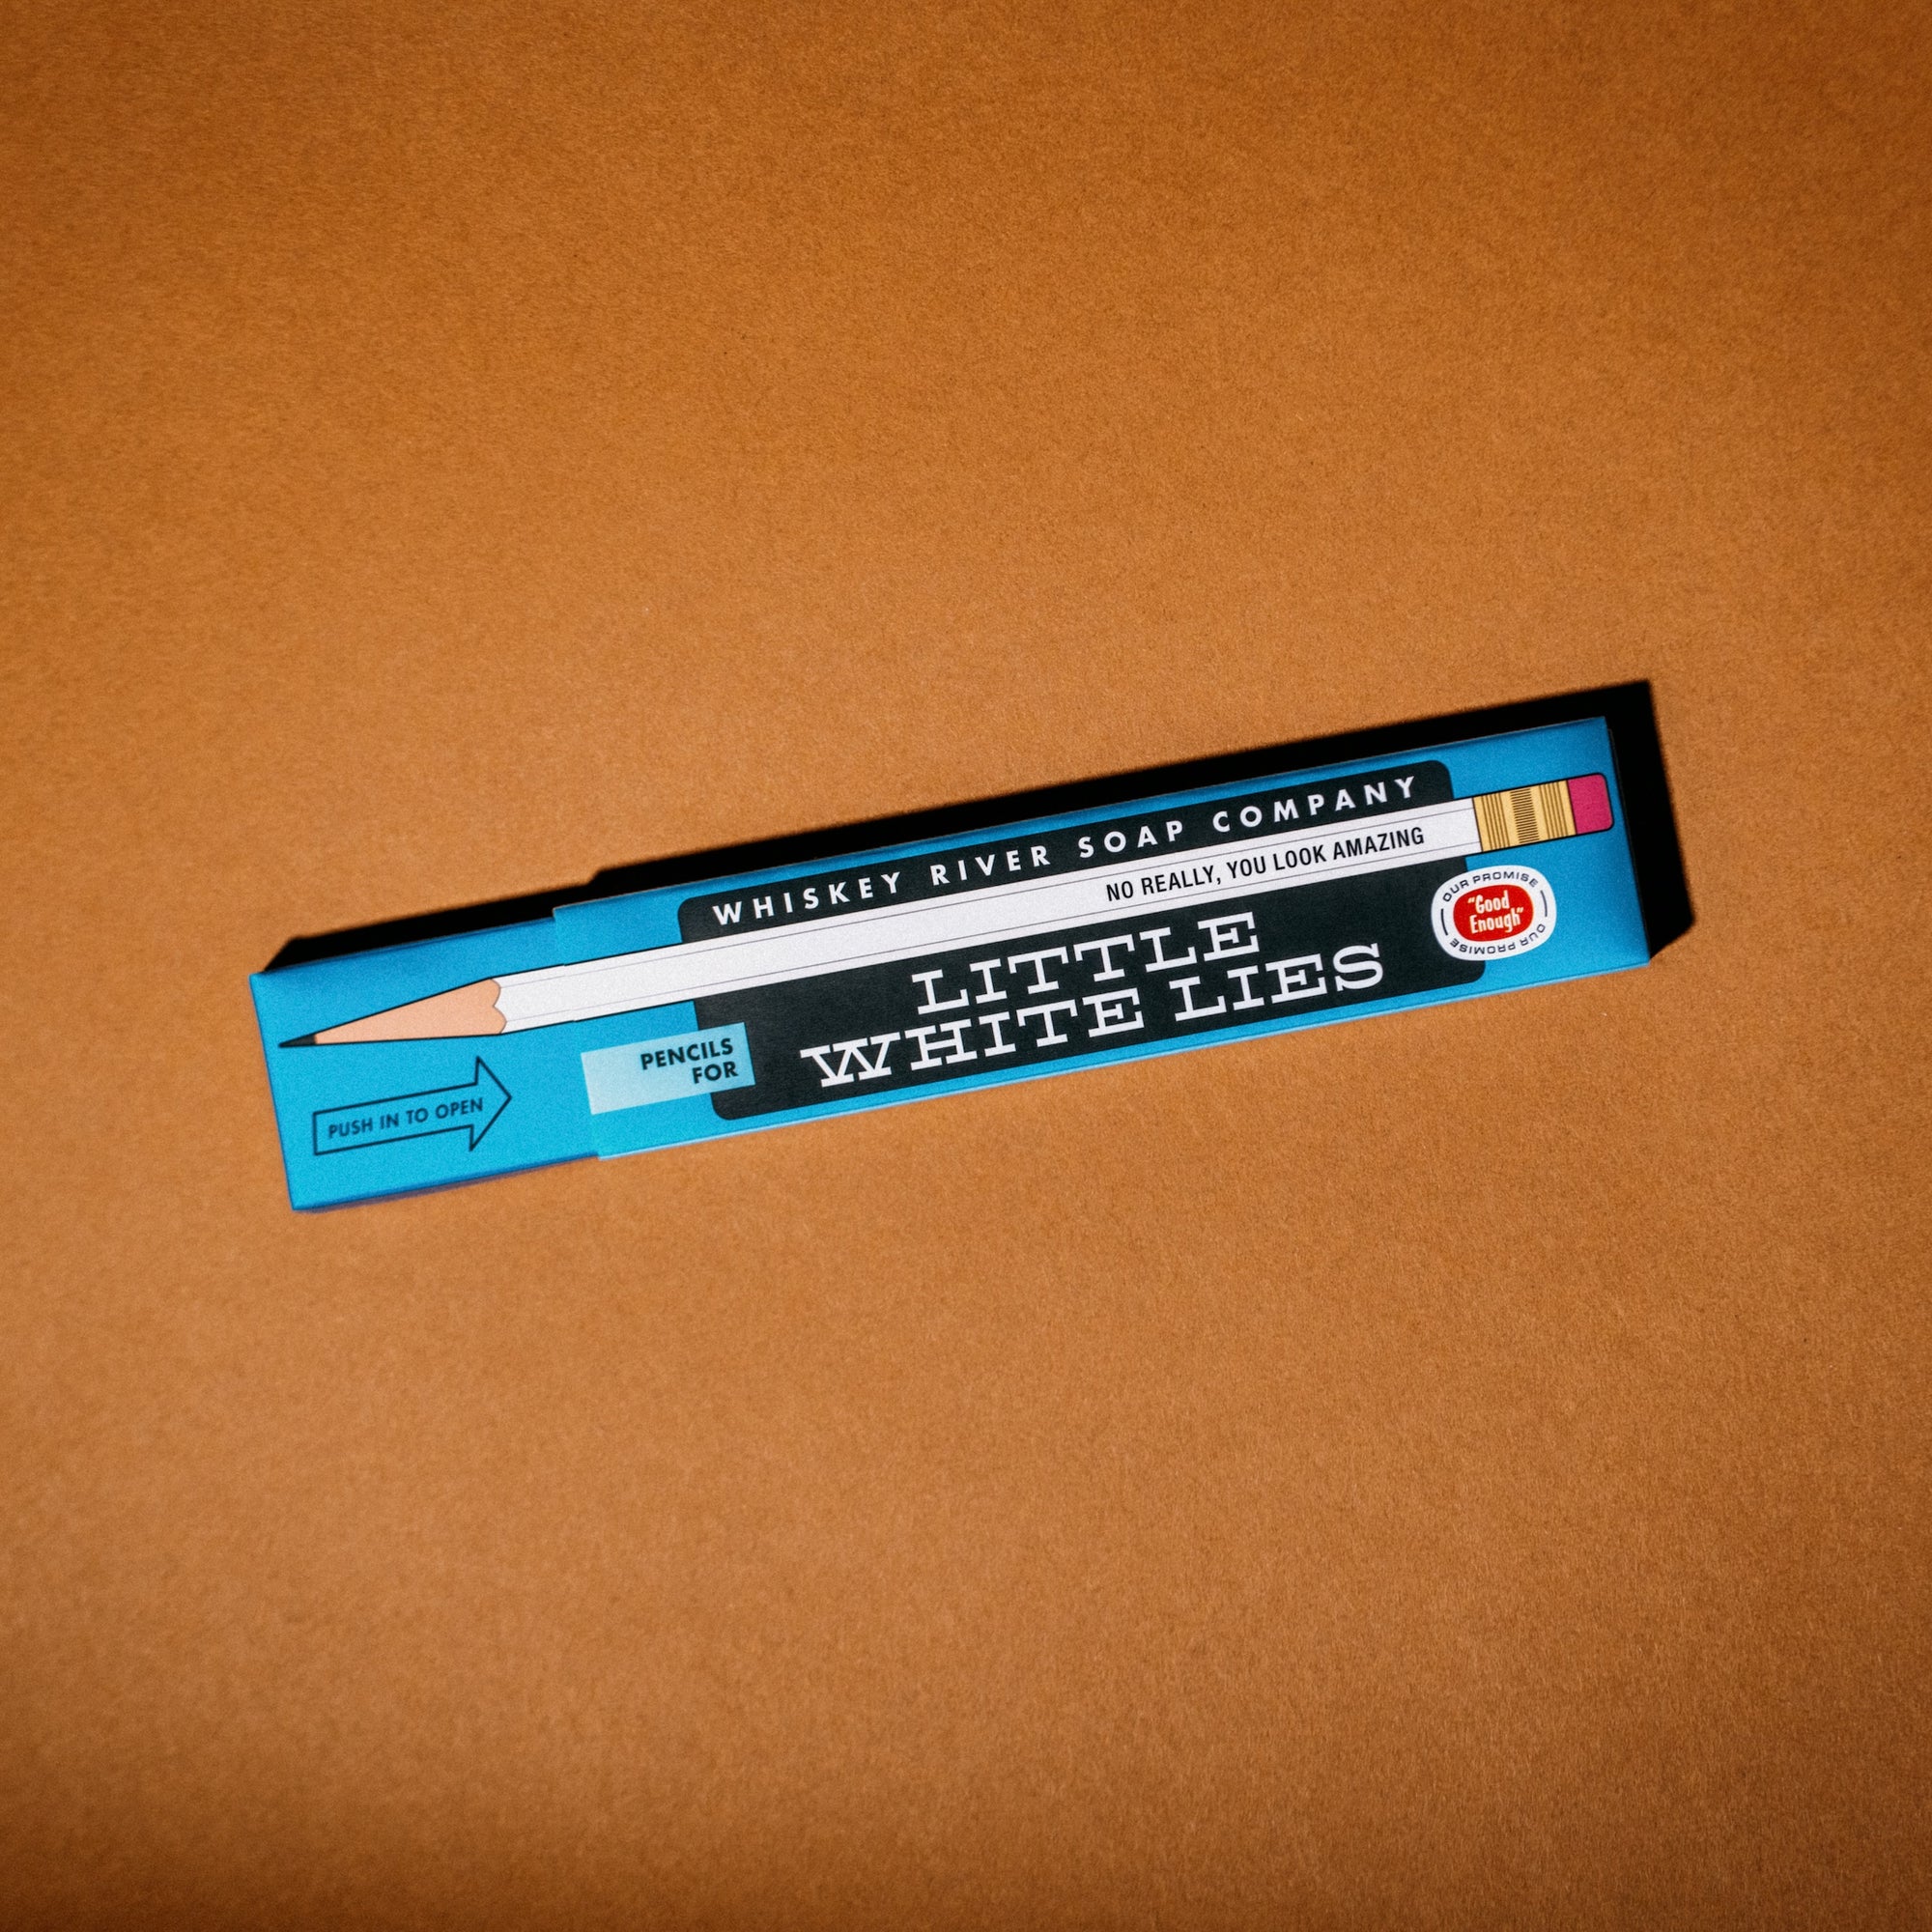 WHISKEY RIVER SOAP COMPANY
NO REALLY, YOU LOOK AMAZING
PENCILS
FOR
LITTLE
WHITE LIES
OUR PROMISE
"Good
Enough"
OUR PROMISE
PUSH IN TO OPEN